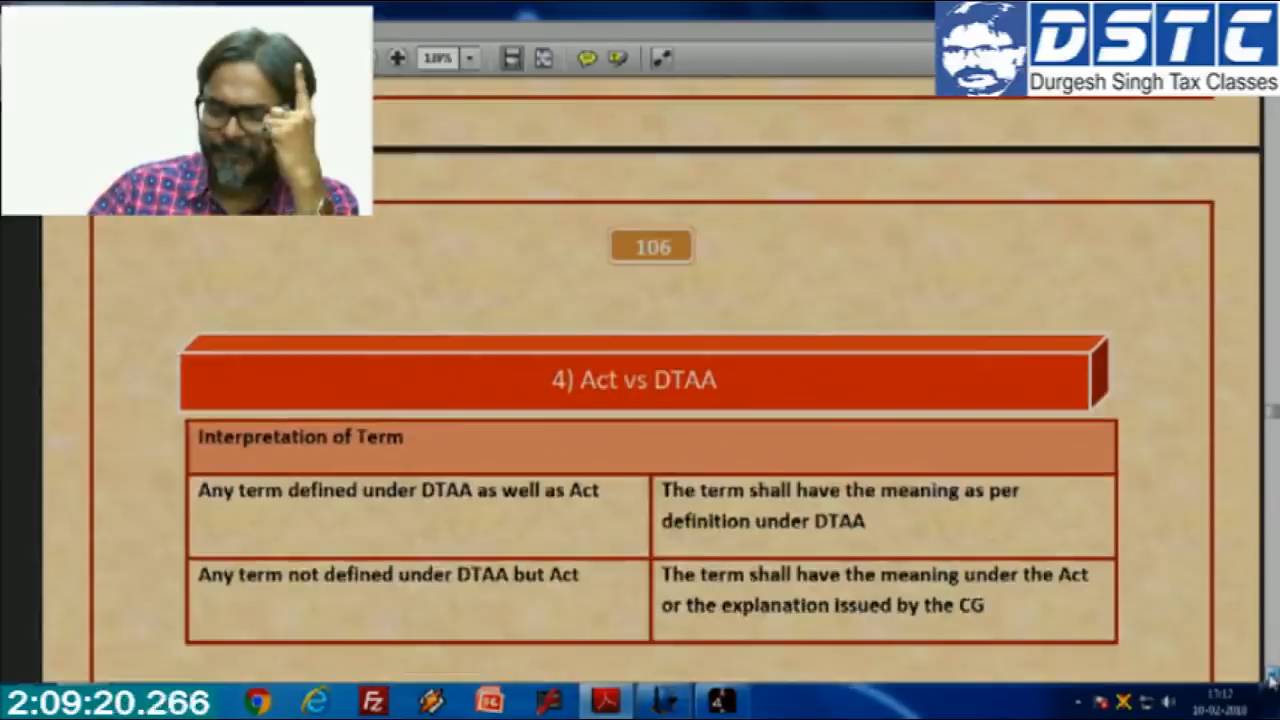 DSTC
Durgesh Singh Tax Classes
106
4) Act vs DTAA
Interpretation of Term
Any term defined under DTAA as well as Act
The term shall have the meaning as per
definition under DTAA
Any term not defined under DTAA but Act
The term shall have the meaning under the Act
or the explanation issued by the CG
2:09:20.266